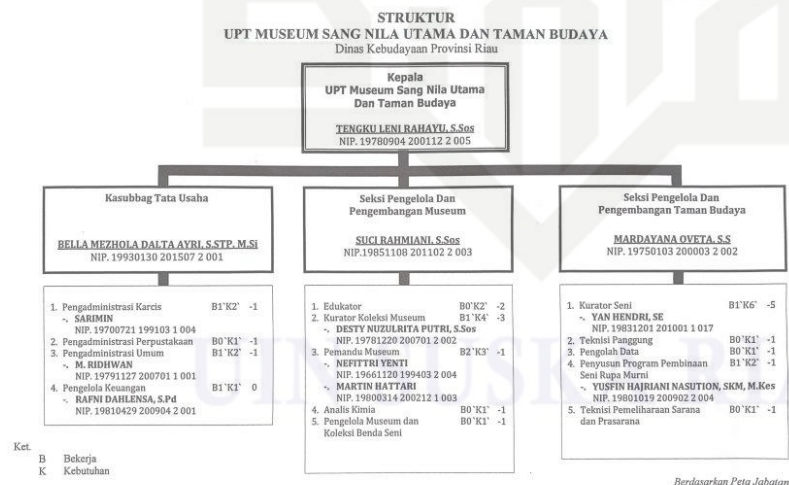 STRUKTUR
UPT MUSEUM SANG NILA UTAMA DAN TAMAN BUDAYA
Dinas Kebudayaan Provinsi Riau
Kepala
UPT Museum Sang Nila Utama
Dan Taman Budaya
TENGKU LENI RAHAYU, S.Sos
NIP. 19780904 200112 2 005
Kasubbag Tata Usaha
BELLA MEZHOLA DALTA AYRI, S.STP, M.Si
NIP. 19930130 201507 2 001
Seksi Pengelola Dan
Pengembangan Museum
SUCI RAHMIANI, S.Sos
NIP.19851108 201102 2 003
Seksi Pengelola Dan
Pengembangan Taman Budaya
MARDAYANA OVETA, S.S
NIP. 19750103 200003 2 002
1. Pengadministrasi Karcis B1`K2` -1
-. SARIMIN
NIP. 19700721 199103 1 004
2. Pengadministrasi Perpustakaan B0`K1` -1
3. Pengadministrasi Umum B1`K2` -1
-. M. RIDHWAN
NIP. 19791127 200701 1 001
4. Pengelola Keuangan B1`K1` 0
-. RAFNI DAHLENSA, S.Pd
NIP. 19810429 200904 2 001
1. Edukator B0`K2` -2
2. Kurator Koleksi Museum B1`K4` -3
-. DESTY NUZULRITA PUTRI, S.Sos
NIP. 19781220 200701 2 002
3. Pemandu Museum B2`K3` -1
-. NEFITTRI YENTI
NIP. 19661120 199403 2 004
-. MARTIN HATTARI
NIP. 19800314 200212 1 003
4. Analis Kimia B0`K1` -1
5. Pengelola Museum dan B0`K1` -1
Koleksi Benda Seni
1. Kurator Seni B1`K6` -5
-. YAN HENDRI, SE
NIP. 19831201 201001 1 017
2. Teknisi Panggung B0`K1` -1
3. Pengolah Data B0`K1` -1
4. Penyusun Program Pembinaan B1`K2` -1
Seni Rupa Murni
-. YUSFIN HAJRIANI NASUTION, SKM, M.Kes
NIP. 19801019 200902 2 004
5. Teknisi Pemeliharaan Sarana B0`K1` -1
dan Prasarana
Ket.
B Bekerja
K Kebutuhan
Berdasarkan Peta Jabatan